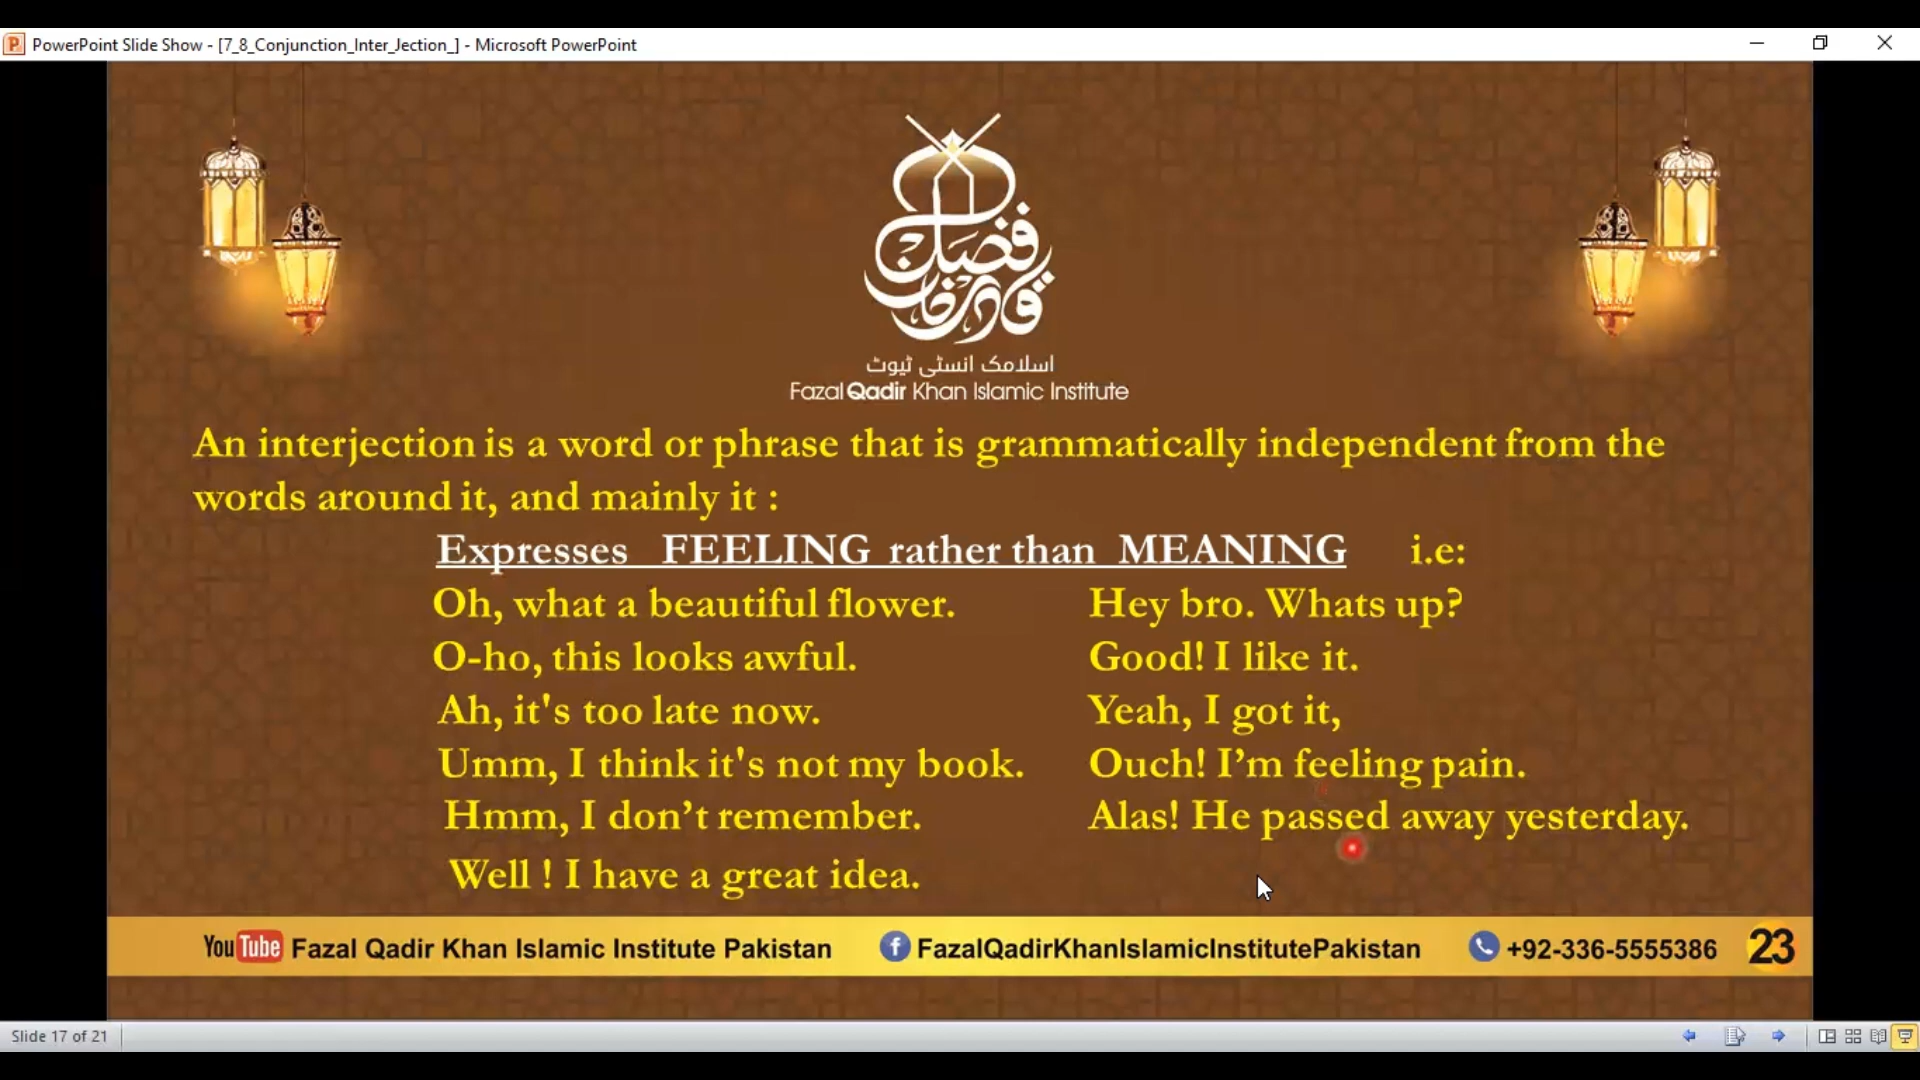 PowerPoint Slide Show - [7_8_Conjunction_Inter_Jection_] - Microsoft PowerPoint
فضل قادر خان
اسلامک انسٹی ٹیوٹ
Fazal Qadir Khan Islamic Institute
An interjection is a word or phrase that is grammatically independent from the
words around it, and mainly it :
Expresses FEELING rather than MEANING i.e:
Oh, what a beautiful flower. Hey bro. Whats up?
O-ho, this looks awful. Good! I like it.
Ah, it's too late now. Yeah, I got it,
Umm, I think it's not my book. Ouch! I’m feeling pain.
Hmm, I don’t remember. Alas! He passed away yesterday.
Well ! I have a great idea.
YouTube Fazal Qadir Khan Islamic Institute Pakistan f FazalQadirKhanIslamicInstitutePakistan +92-336-5555386 23
Slide 17 of 21